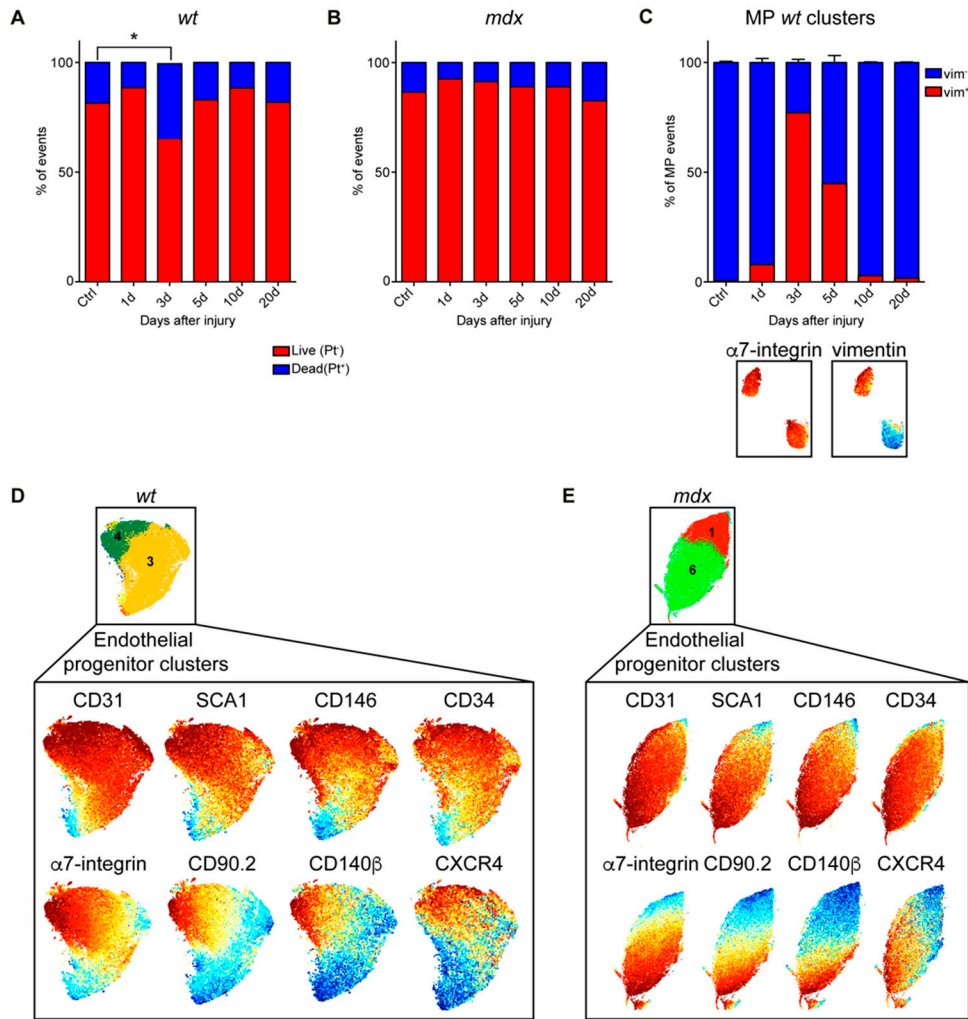 A
wt
*
100
50
0
% of events
Ctrl
1d
3d
5d
10d
20d
Days after injury
B
mdx
100
50
0
% of events
Ctrl
1d
3d
5d
10d
20d
Days after injury
Live (Pt⁻)
Dead(Pt⁺)
C
MP wt clusters
100
50
0
% of MP events
Ctrl
1d
3d
5d
10d
20d
Days after injury
vim⁻
vim⁺
α7-integrin
vimentin
D
wt
4
3
Endothelial
progenitor clusters
CD31 SCA1 CD146 CD34
α7-integrin CD90.2 CD140β CXCR4
E
mdx
1
6
Endothelial
progenitor clusters
CD31 SCA1 CD146 CD34
α7-integrin CD90.2 CD140β CXCR4